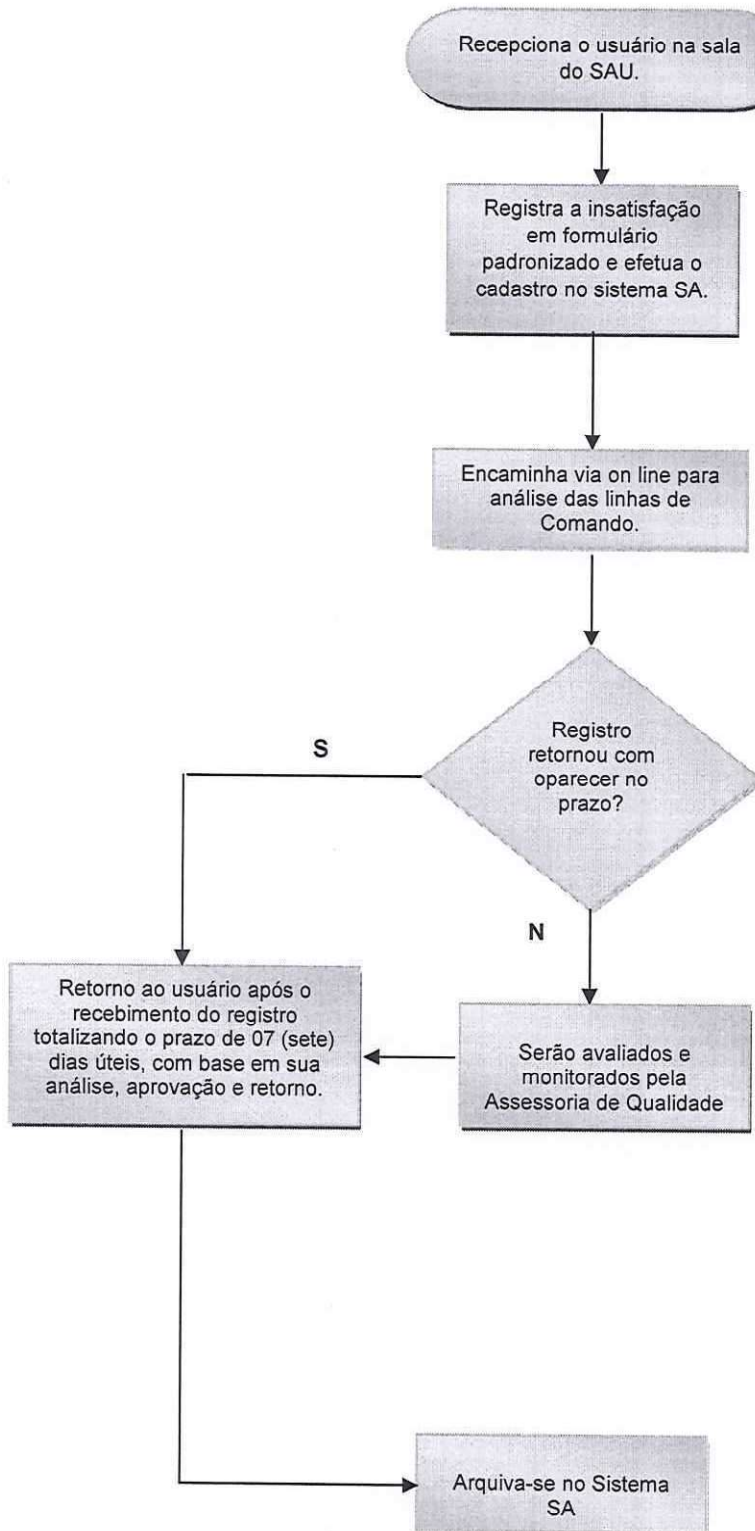 Recepciona o usuário na sala
do SAU.
Registra a insatisfação
em formulário
padronizado e efetua o
cadastro no sistema SA.
Encaminha via on line para
análise das linhas de
Comando.
Registro
retornou com
oparecer no
prazo?
S
N
Retorno ao usuário após o
recebimento do registro
totalizando o prazo de 07 (sete)
dias úteis, com base em sua
análise, aprovação e retorno.
Serão avaliados e
monitorados pela
Assessoria de Qualidade
Arquiva-se no Sistema
SA